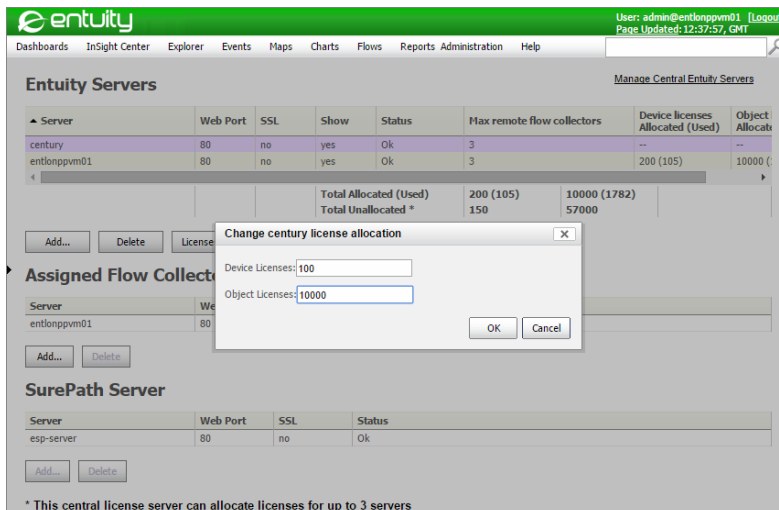 entuity
User: admin@entlonppvm01 [Logout
Page Updated: 12:37:57, GMT
Dashboards InSight Center Explorer Events Maps Charts Flows Reports Administration Help
Entuity Servers
Manage Central Entuity Servers
Server Web Port SSL Show Status Max remote flow collectors Device licenses Allocated (Used) Object Allocate
century 80 no yes Ok 3 -- --
entlonppvm01 80 no yes Ok 3 200 (105) 10000 (
Total Allocated (Used) 200 (105) 10000 (1782)
Total Unallocated * 150 57000
Add... Delete License
Change century license allocation
Device Licenses: 100
Object Licenses: 10000
OK Cancel
Assigned Flow Collect
Server We
entlonppvm01 80
Add... Delete
SurePath Server
Server Web Port SSL Status
esp-server 80 no Ok
Add... Delete
* This central license server can allocate licenses for up to 3 servers